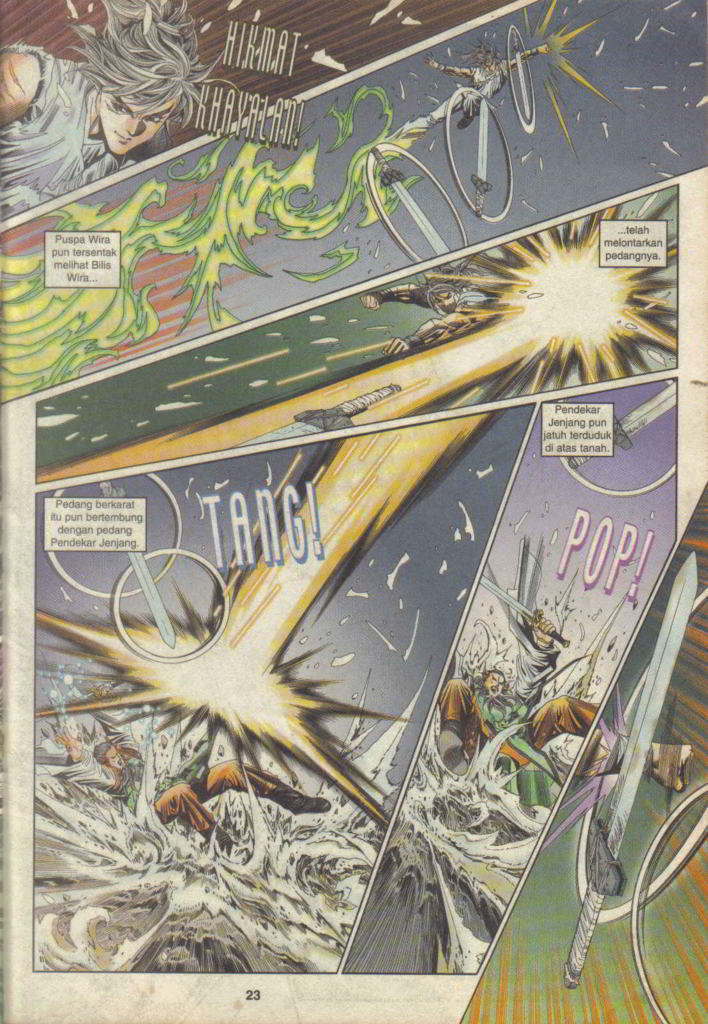 HIKMAT
KHAYALAN!
Puspa Wira
pun tersentak
melihat Bilis
Wira...
...telah
melontarkan
pedangnya.
Pedang berkarat
itu pun bertembung
dengan pedang
Pendekar Jenjang.
TANG!
Pendekar
Jenjang pun
jatuh terduduk
di atas tanah.
POP!
23